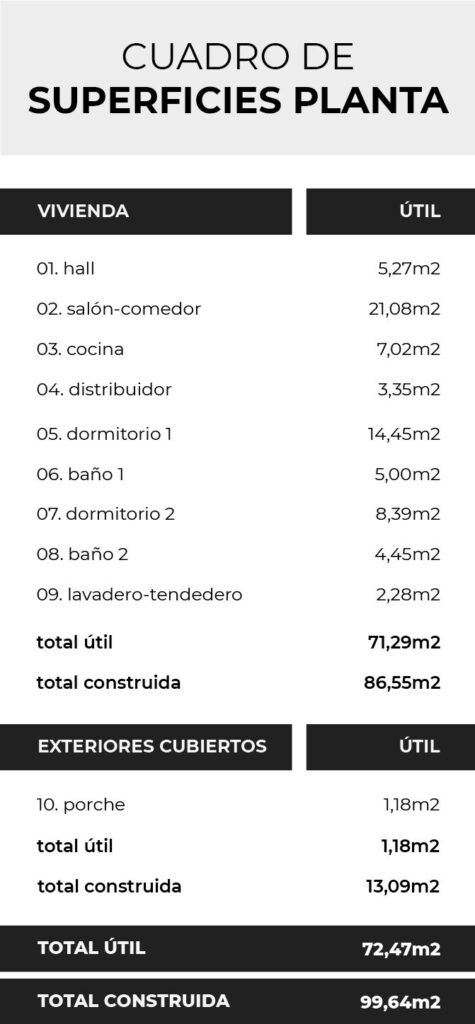 CUADRO DE
SUPERFICIES PLANTA
VIVIENDA ÚTIL
01. hall 5,27m2
02. salón-comedor 21,08m2
03. cocina 7,02m2
04. distribuidor 3,35m2
05. dormitorio 1 14,45m2
06. baño 1 5,00m2
07. dormitorio 2 8,39m2
08. baño 2 4,45m2
09. lavadero-tendedero 2,28m2
total útil 71,29m2
total construida 86,55m2
EXTERIORES CUBIERTOS ÚTIL
10. porche 1,18m2
total útil 1,18m2
total construida 13,09m2
TOTAL ÚTIL 72,47m2
TOTAL CONSTRUIDA 99,64m2